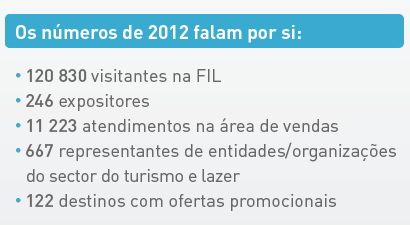 Os números de 2012 falam por si:
• 120 830 visitantes na FIL
• 246 expositores
• 11 223 atendimentos na área de vendas
• 667 representantes de entidades/organizações
do sector do turismo e lazer
• 122 destinos com ofertas promocionais